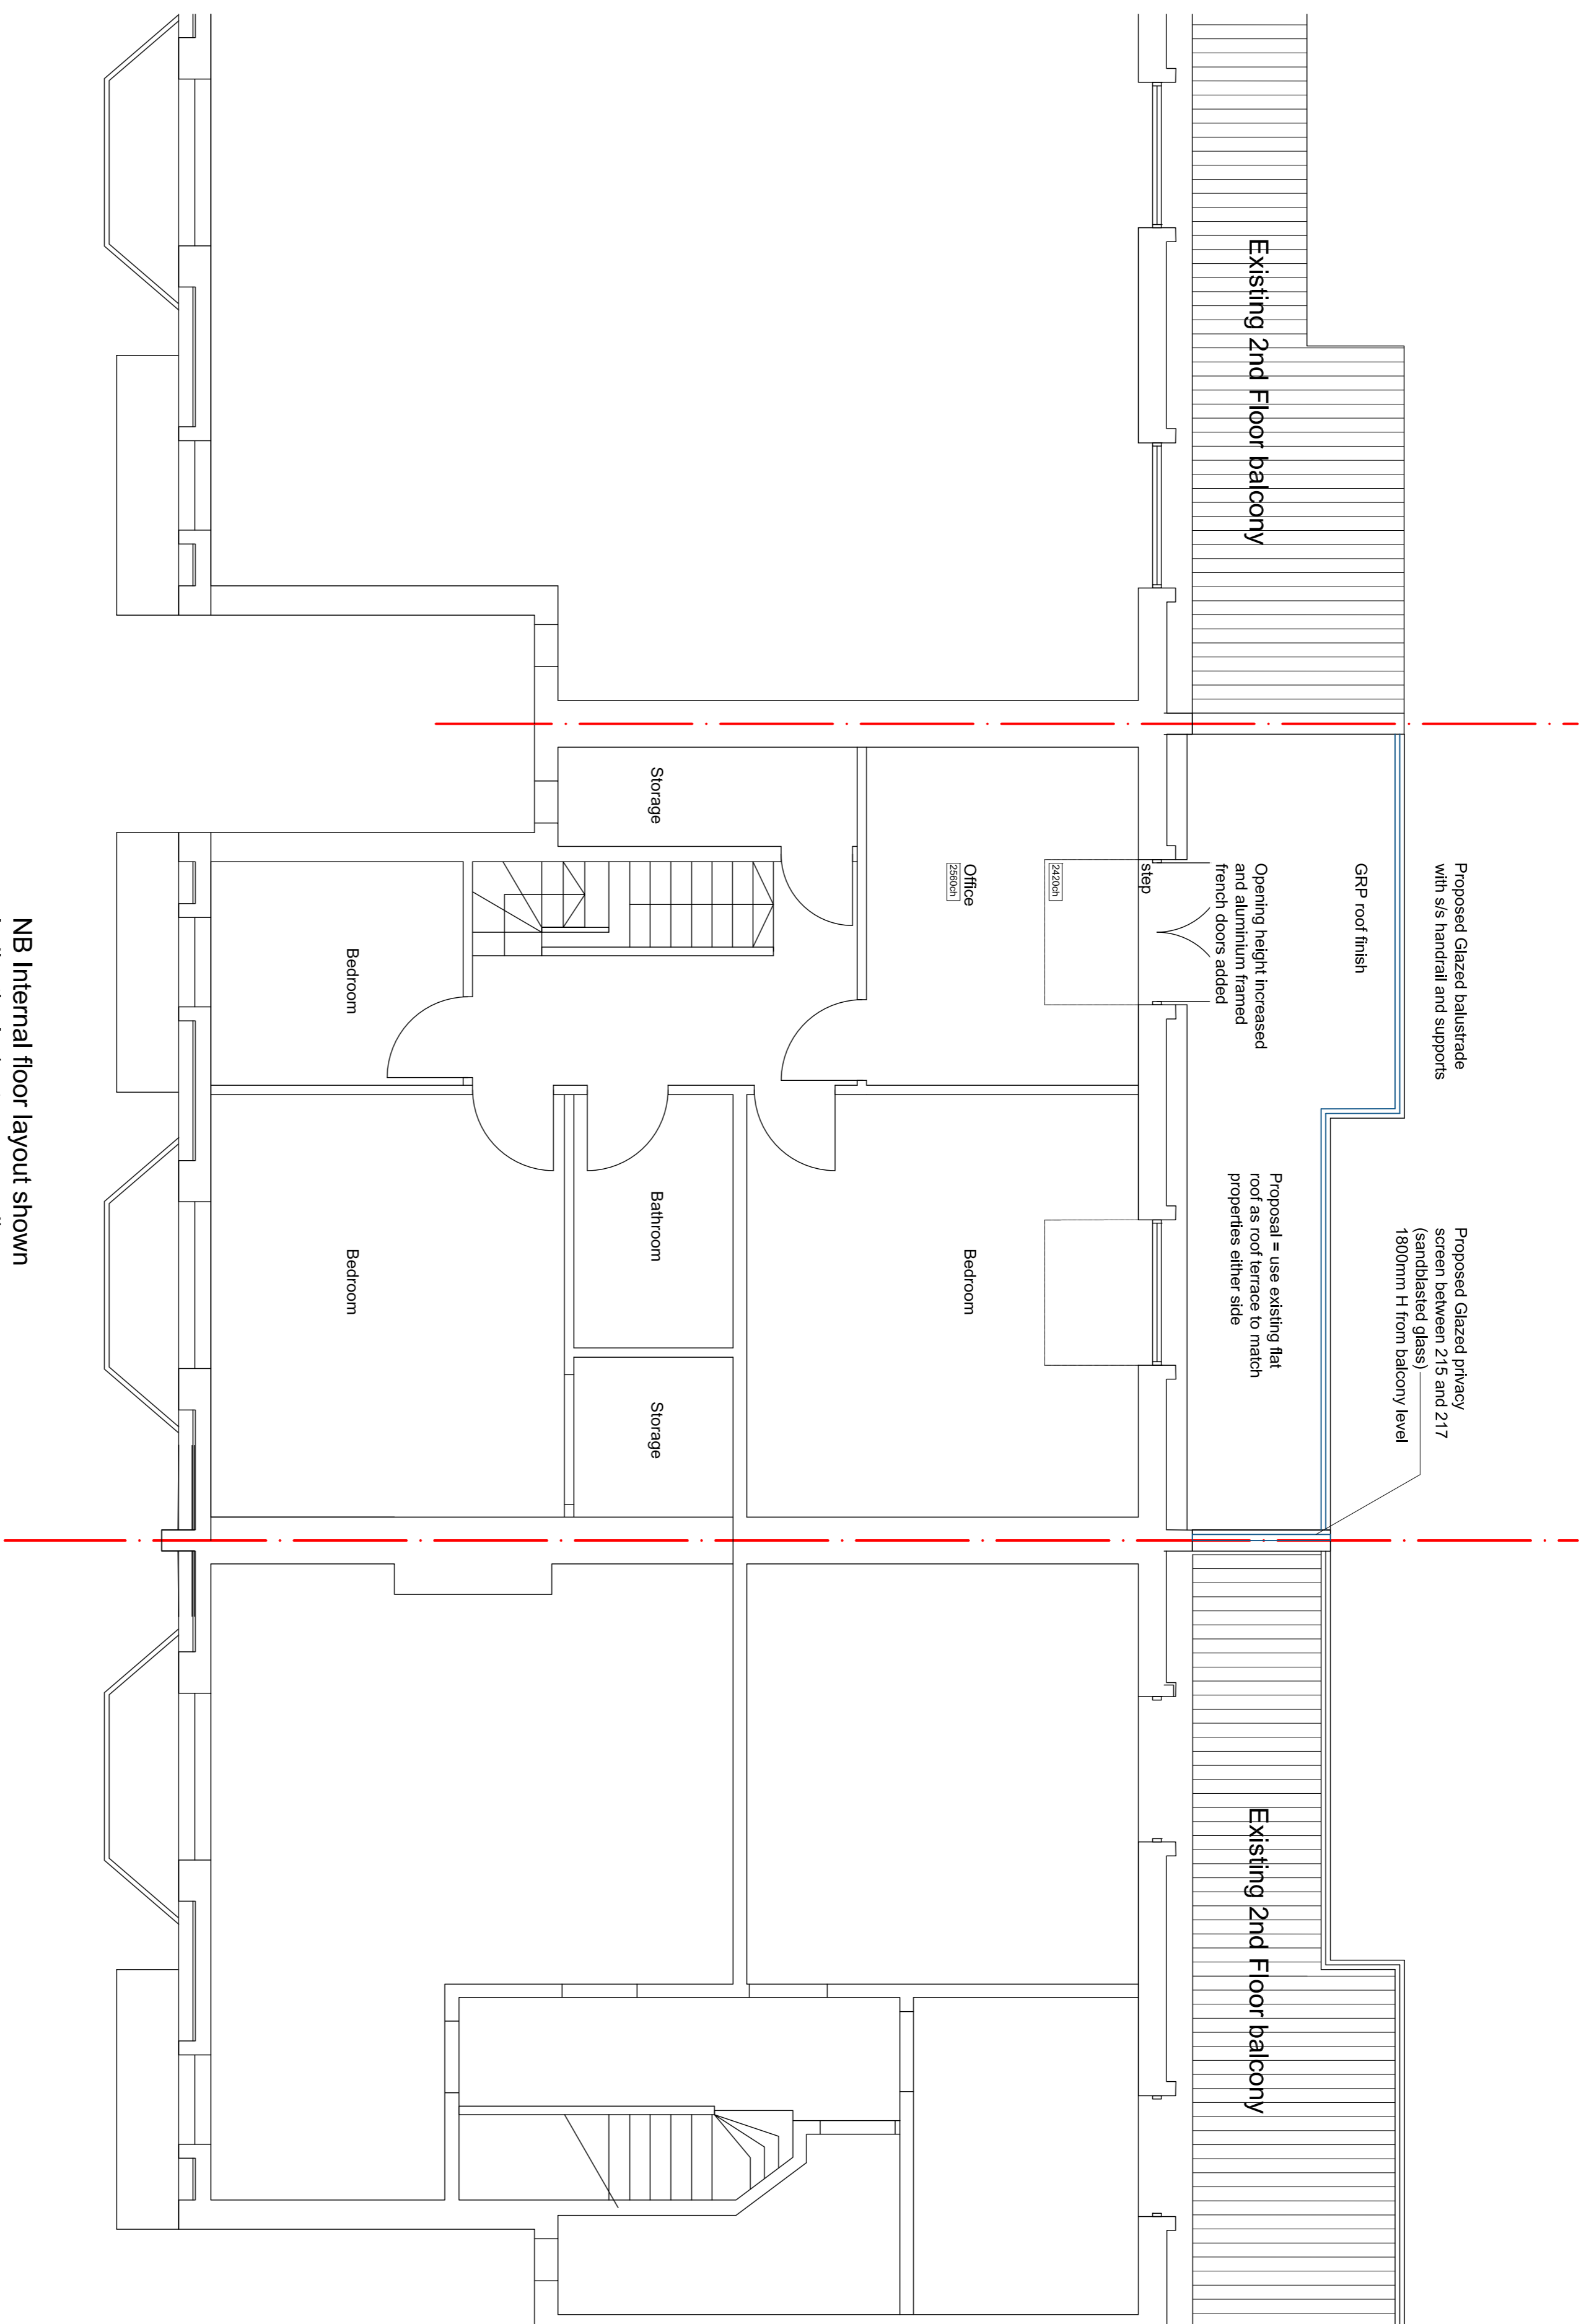 Proposed Glazed balustrade
with s/s handrail and supports
Proposed Glazed privacy
screen between 215 and 217
(sandblasted glass)
1800mm H from balcony level
GRP roof finish
Existing 2nd Floor balcony
Proposal = use existing flat
roof as roof terrace to match
properties either side
Existing 2nd Floor balcony
Opening height increased
and aluminium framed
french doors added
step
2420ch
Office
2560ch
Bedroom
Storage
Bathroom
Storage
Bedroom
Bedroom
NB Internal floor layout shown